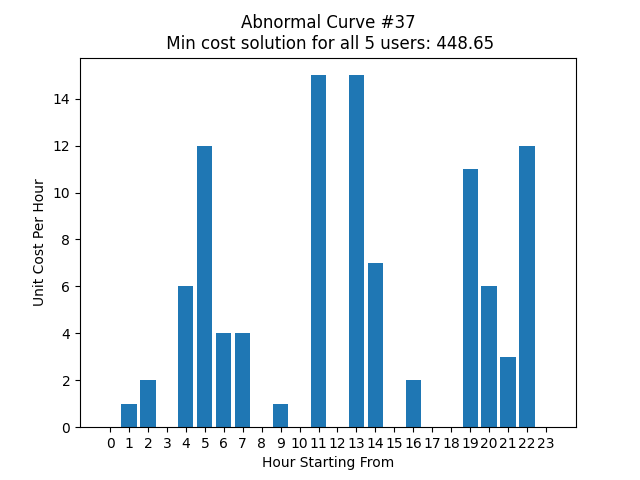 Abnormal Curve #37
Min cost solution for all 5 users: 448.65
Unit Cost Per Hour
14
12
10
8
6
4
2
0
0 1 2 3 4 5 6 7 8 9 10 11 12 13 14 15 16 17 18 19 20 21 22 23
Hour Starting From